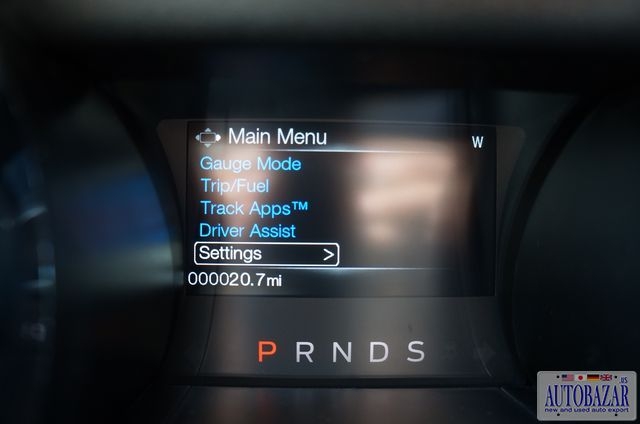 Main Menu
W
Gauge Mode
Trip/Fuel
Track Apps™
Driver Assist
Settings >
000020.7mi
P R N D S
AUTOBAZAR.US
new and used auto export